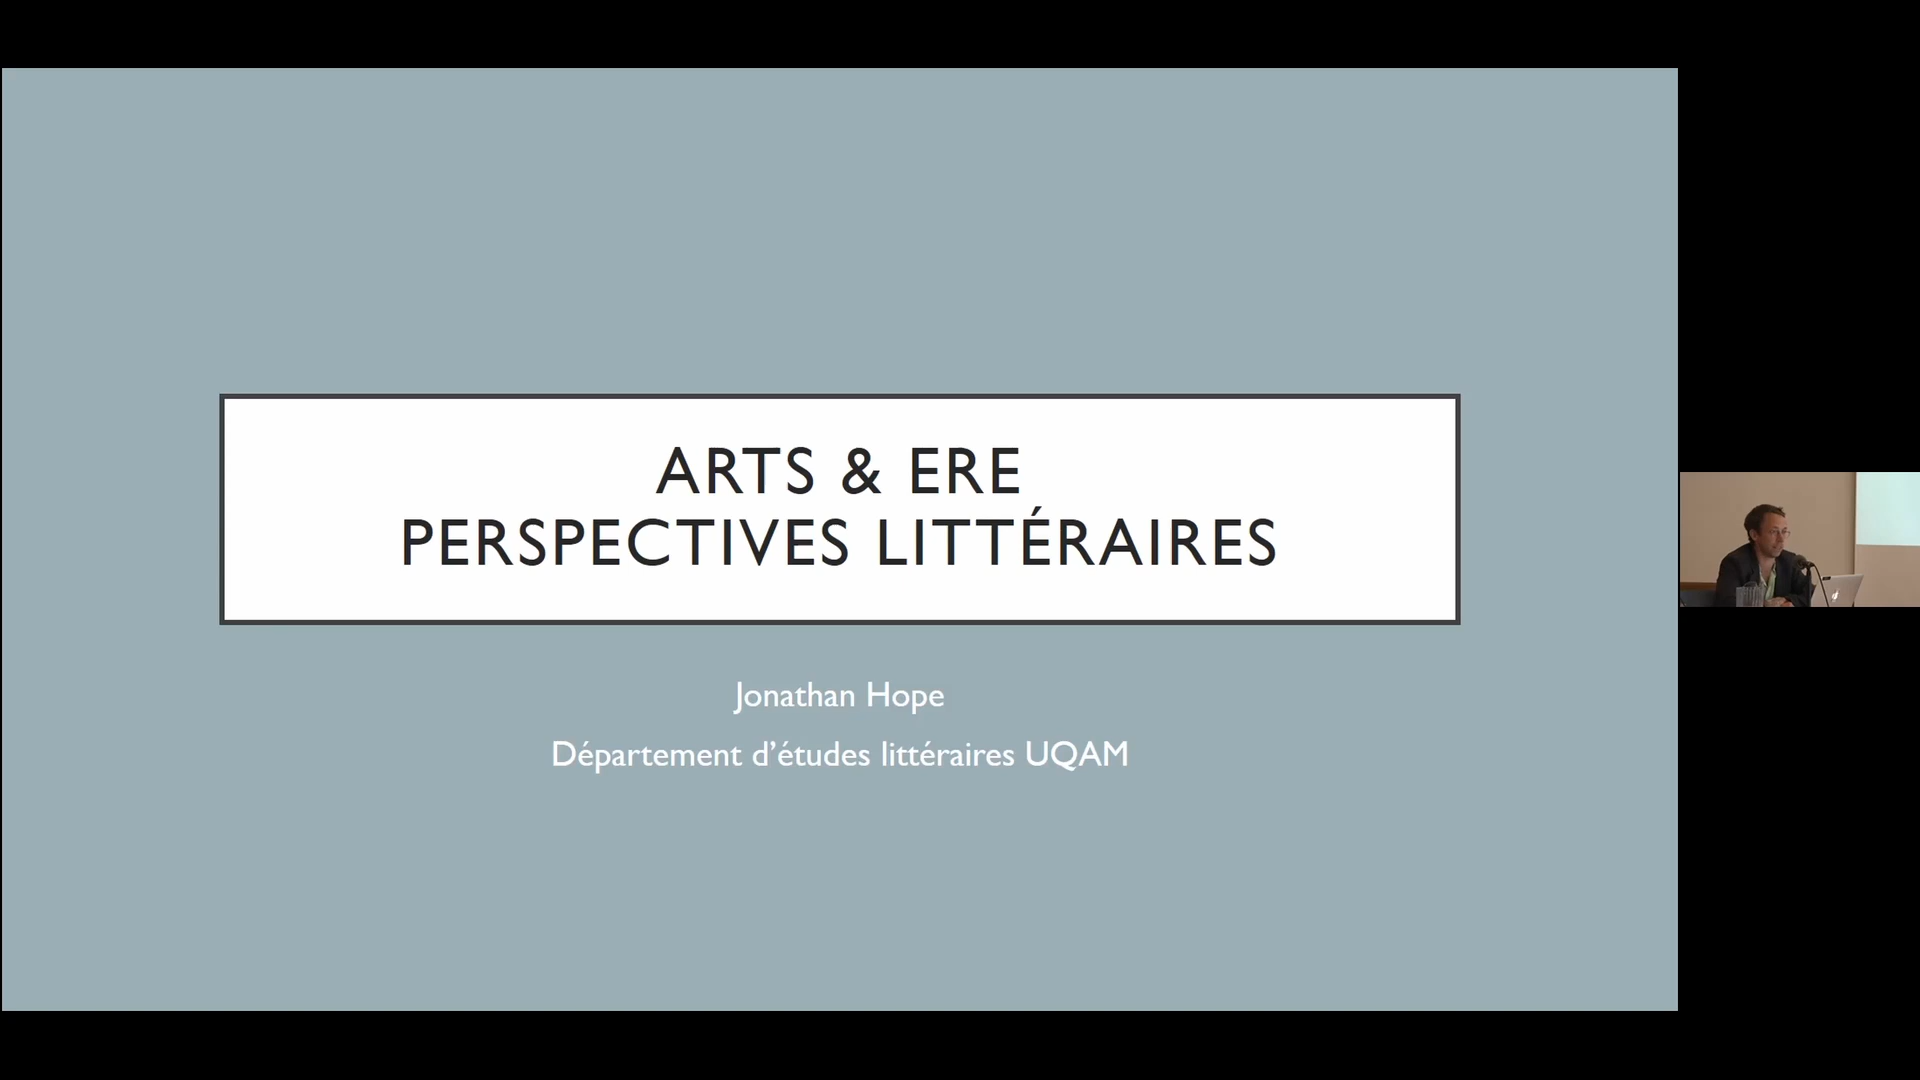 ARTS & ERE
PERSPECTIVES LITTÉRAIRES
Jonathan Hope
Département d’études littéraires UQAM